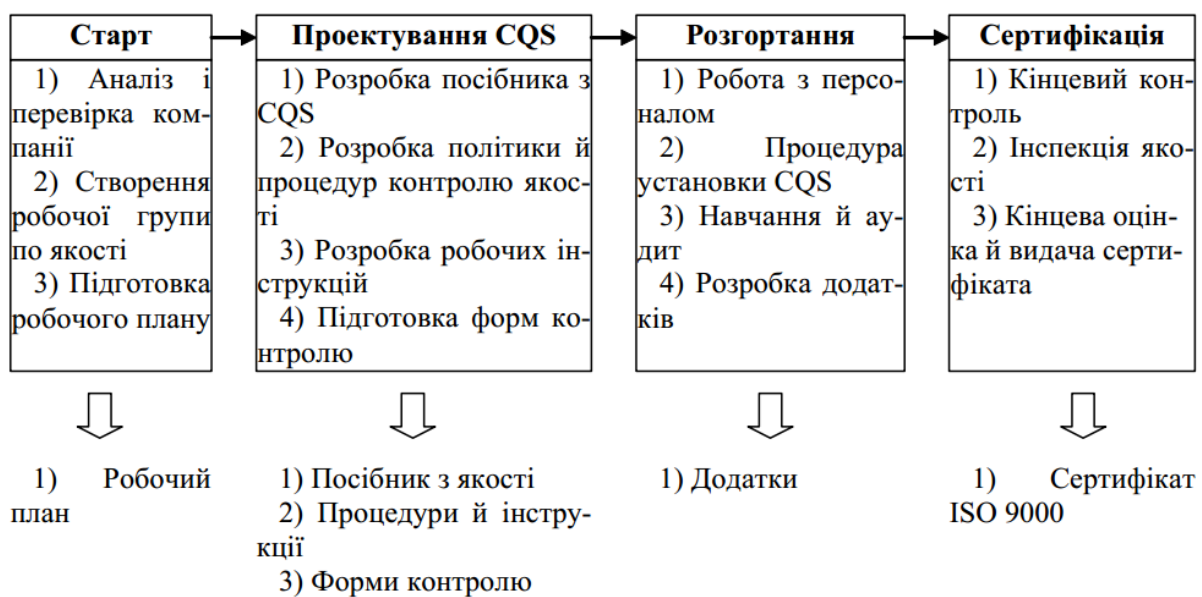 Старт
1) Аналіз і
перевірка ком-
панії
2) Створення
робочої групи
по якості
3) Підготовка
робочого плану
Проектування CQS
1) Розробка посібника з
CQS
2) Розробка політики й
процедур контролю якос-
ті
3) Розробка робочих ін-
струкцій
4) Підготовка форм ко-
нтролю
Розгортання
1) Робота з персо-
налом
2) Процедура
установки CQS
3) Навчання й ау-
дит
4) Розробка додат-
ків
Сертифікація
1) Кінцевий кон-
троль
2) Інспекція яко-
сті
3) Кінцева оцін-
ка й видача серти-
фіката
1) Робочий
план
1) Посібник з якості
2) Процедури й інстру-
кції
3) Форми контролю
1) Додатки
1) Сертифікат
ISO 9000